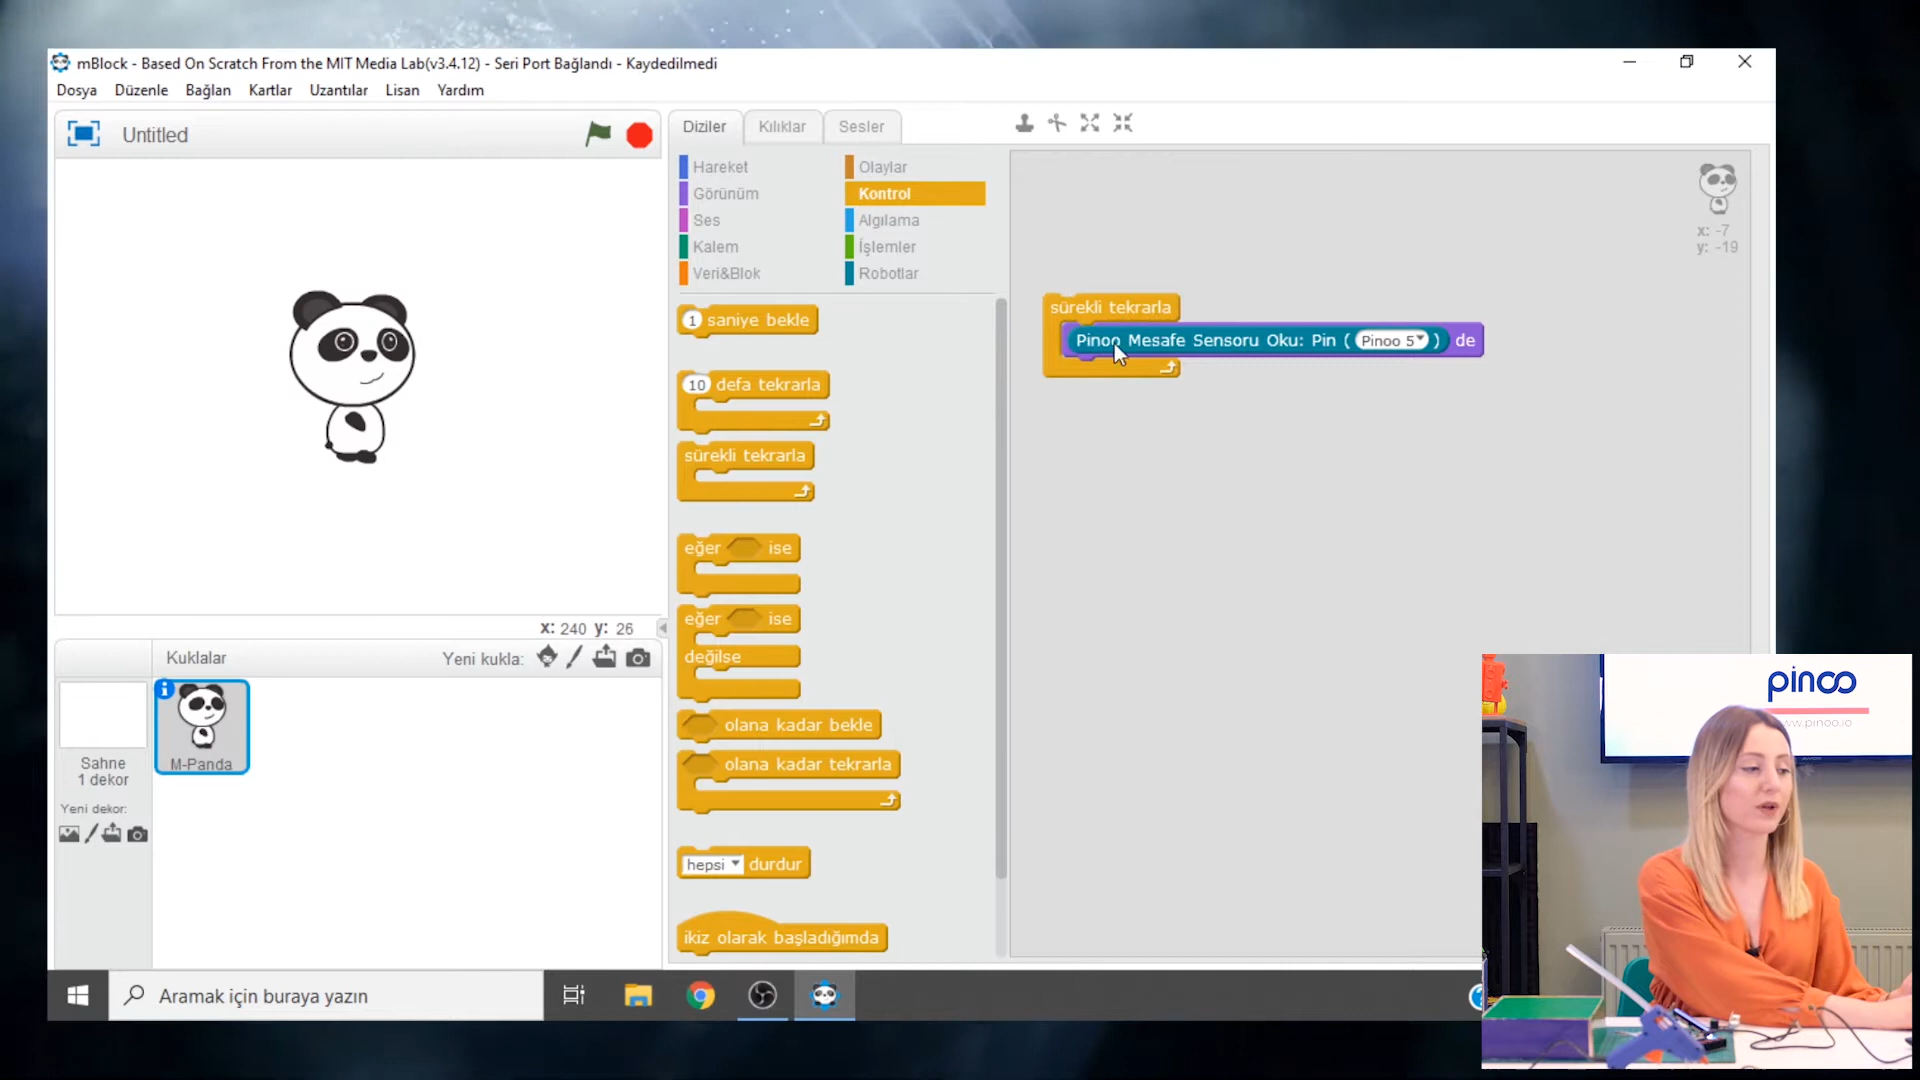 mBlock - Based On Scratch From the MIT Media Lab(v3.4.12) - Seri Port Bağlandı - Kaydedilmedi
Dosya Düzenle Bağlan Kartlar Uzantılar Lisan Yardım
Untitled
Diziler Kılıklar Sesler
Hareket Olaylar
Görünüm Kontrol
Ses Algılama
Kalem İşlemler
Veri&Blok Robotlar
x: -7
y: -19
1 saniye bekle
10 defa tekrarla
sürekli tekrarla
eğer ise
eğer ise
değilse
olana kadar bekle
olana kadar tekrarla
hepsi durdur
ikiz olarak başladığımda
sürekli tekrarla
Pinoo Mesafe Sensoru Oku: Pin ( Pinoo 5 ) de
x: 240 y: 26
Kuklalar Yeni kukla:
M-Panda
Sahne
1 dekor
Yeni dekor:
pinoo
www.pinoo.io
Aramak için buraya yazın